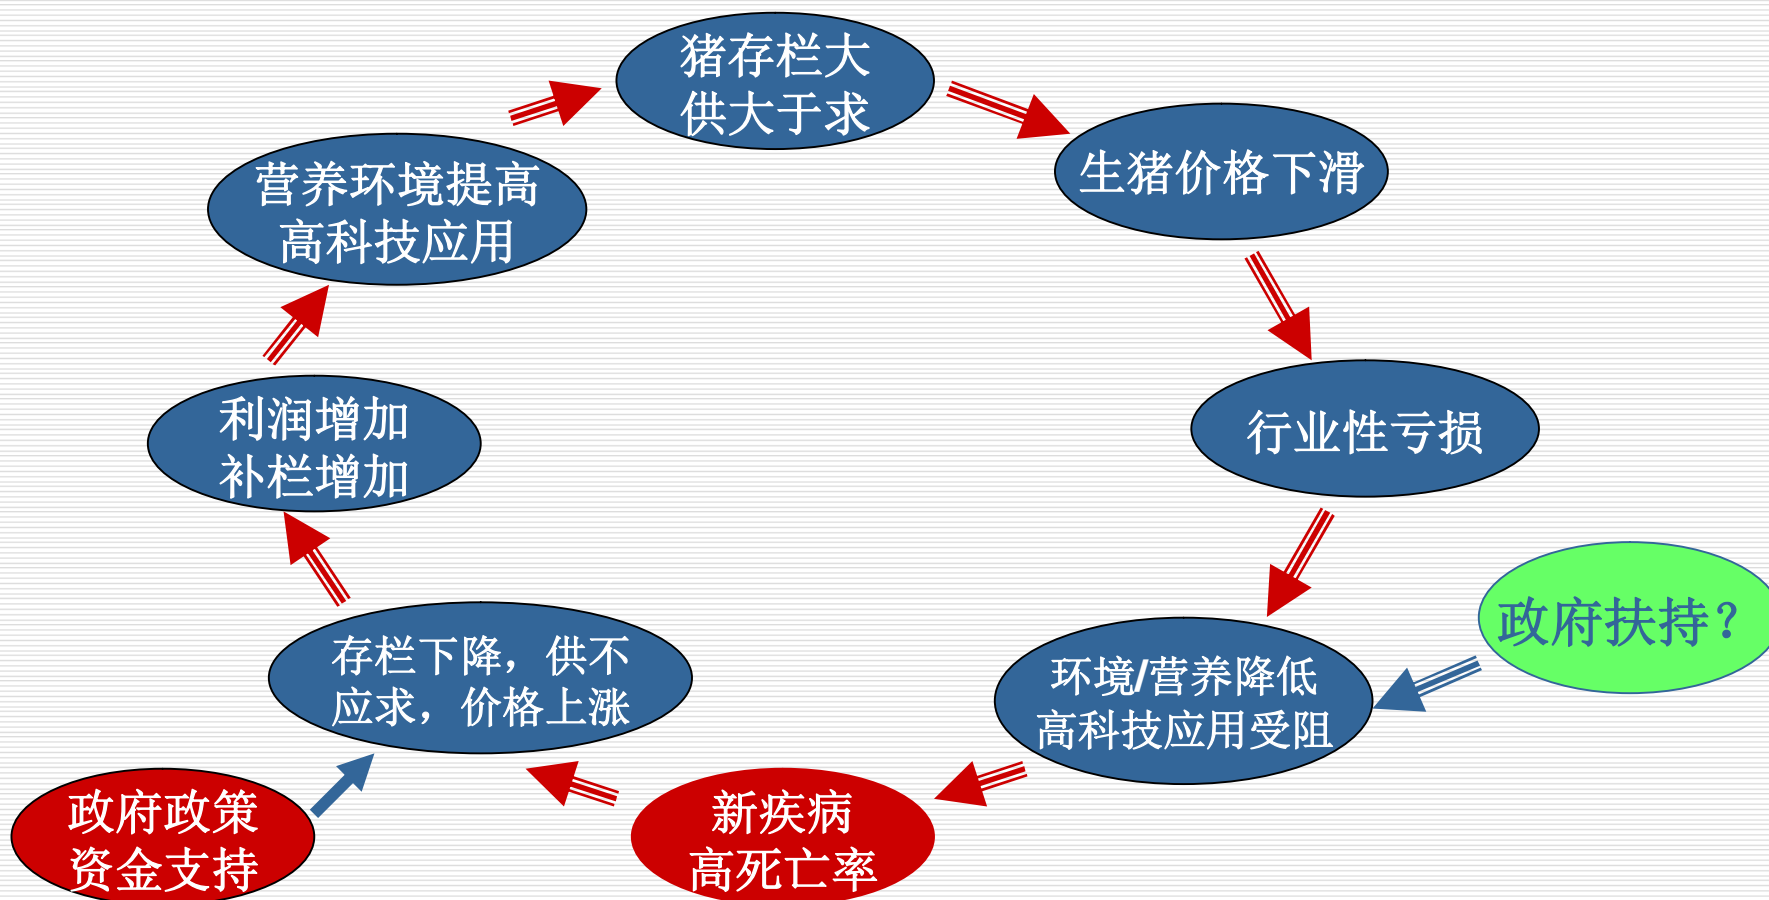 猪存栏大
供大于求
生猪价格下滑
行业性亏损
政府扶持?
环境/营养降低
高科技应用受阻
新疾病
高死亡率
政府政策
资金支持
存栏下降，供不
应求，价格上涨
利润增加
补栏增加
营养环境提高
高科技应用